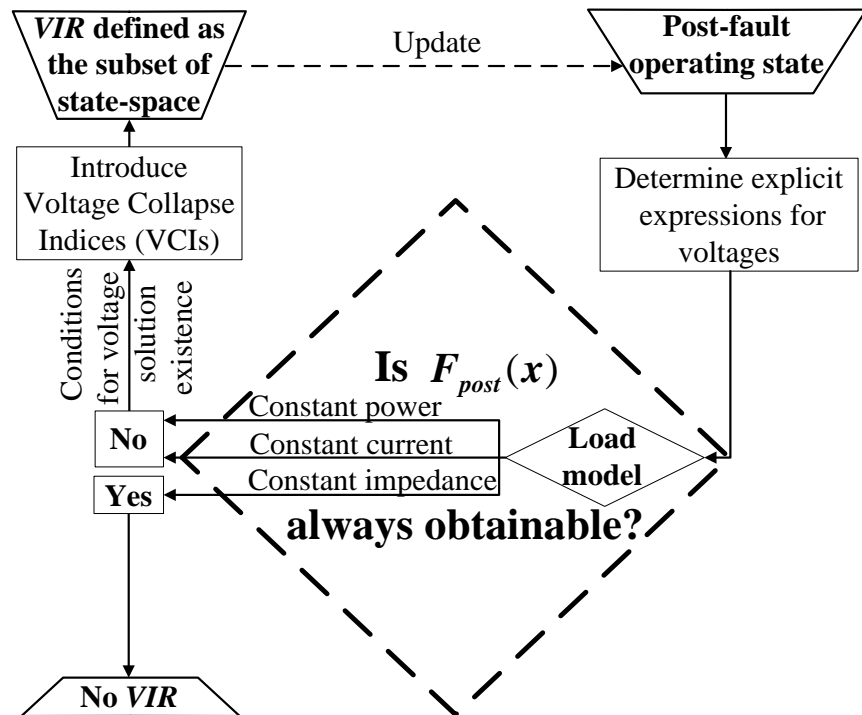 VIR defined as
the subset of
state-space
Update
Post-fault
operating state
Introduce
Voltage Collapse
Indices (VCIs)
Determine explicit
expressions for
voltages
Conditions
for voltage
solution
existence
Is F_post(x)
Constant power
No
Constant current
Load
model
Constant impedance
Yes
always obtainable?
No VIR